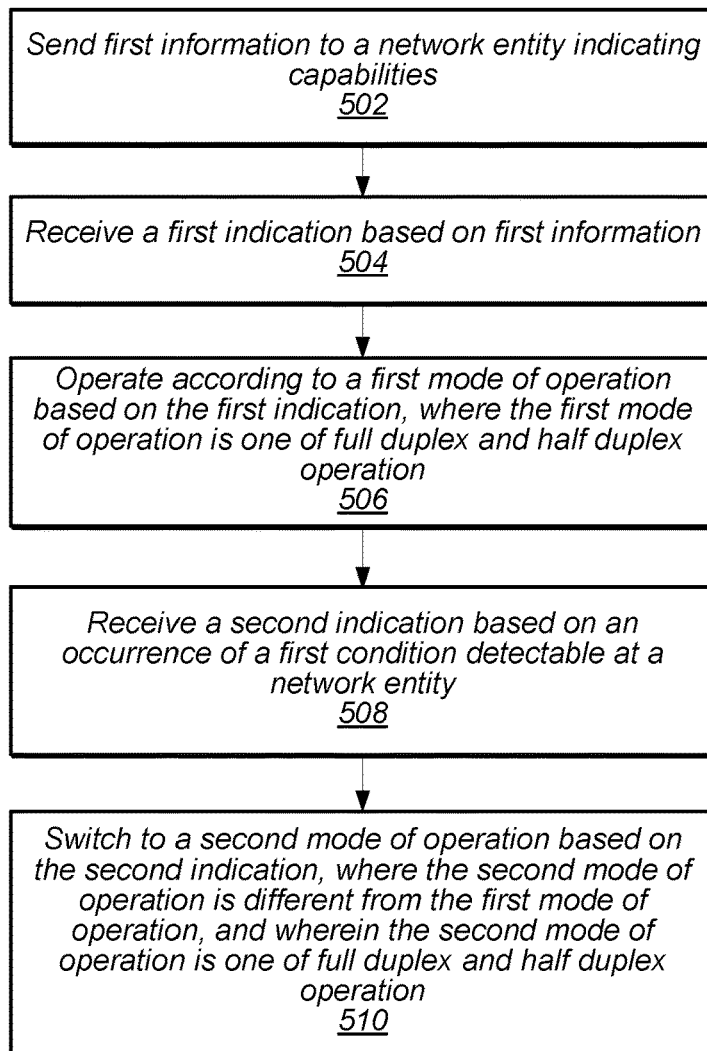 Send first information to a network entity indicating
capabilities
502
Receive a first indication based on first information
504
Operate according to a first mode of operation
based on the first indication, where the first mode
of operation is one of full duplex and half duplex
operation
506
Receive a second indication based on an
occurrence of a first condition detectable at a
network entity
508
Switch to a second mode of operation based on
the second indication, where the second mode of
operation is different from the first mode of
operation, and wherein the second mode of
operation is one of full duplex and half duplex
operation
510